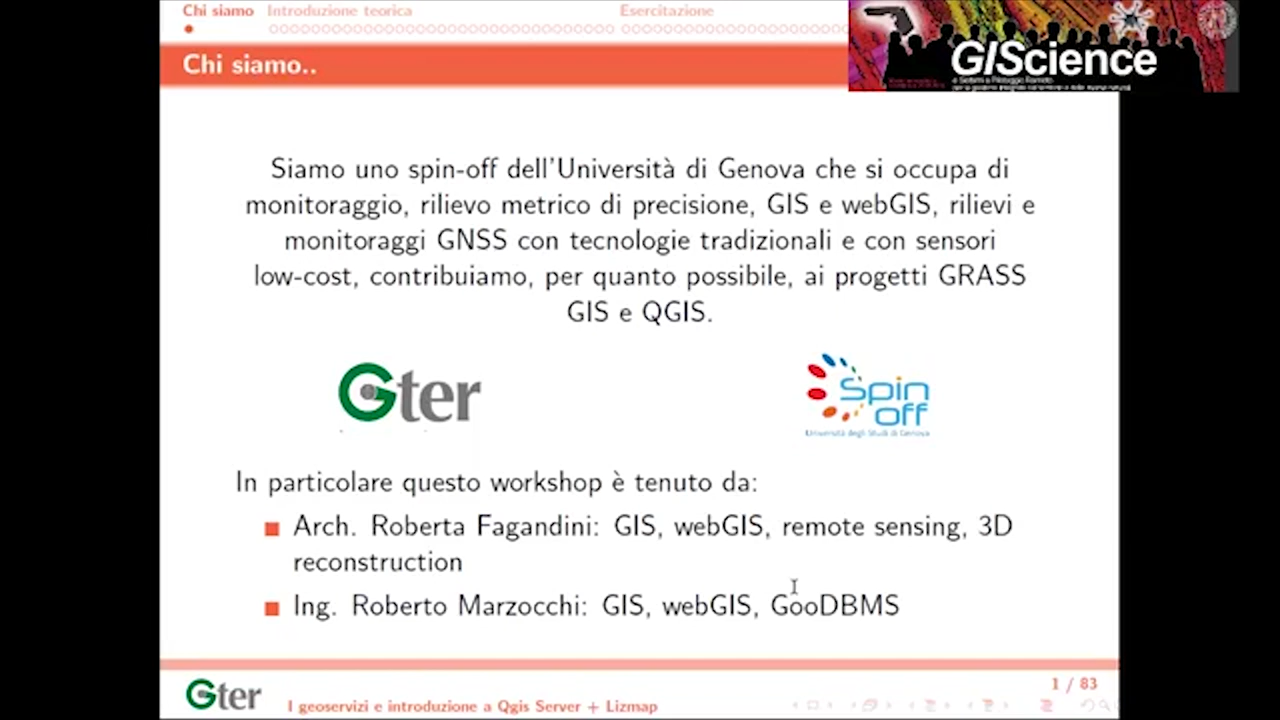 Chi siamo Introduzione teorica Esercitazione
Chi siamo..
GIScience
Siamo uno spin-off dell'Università di Genova che si occupa di
monitoraggio, rilievo metrico di precisione, GIS e webGIS, rilievi e
monitoraggi GNSS con tecnologie tradizionali e con sensori
low-cost, contribuiamo, per quanto possibile, ai progetti GRASS
GIS e QGIS.
Gter
Spin
off
Università degli Studi di Genova
In particolare questo workshop è tenuto da:
Arch. Roberta Fagandini: GIS, webGIS, remote sensing, 3D
reconstruction
Ing. Roberto Marzocchi: GIS, webGIS, GooDBMS
1 / 83
Gter
I geoservizi e introduzione a Qgis Server + Lizmap